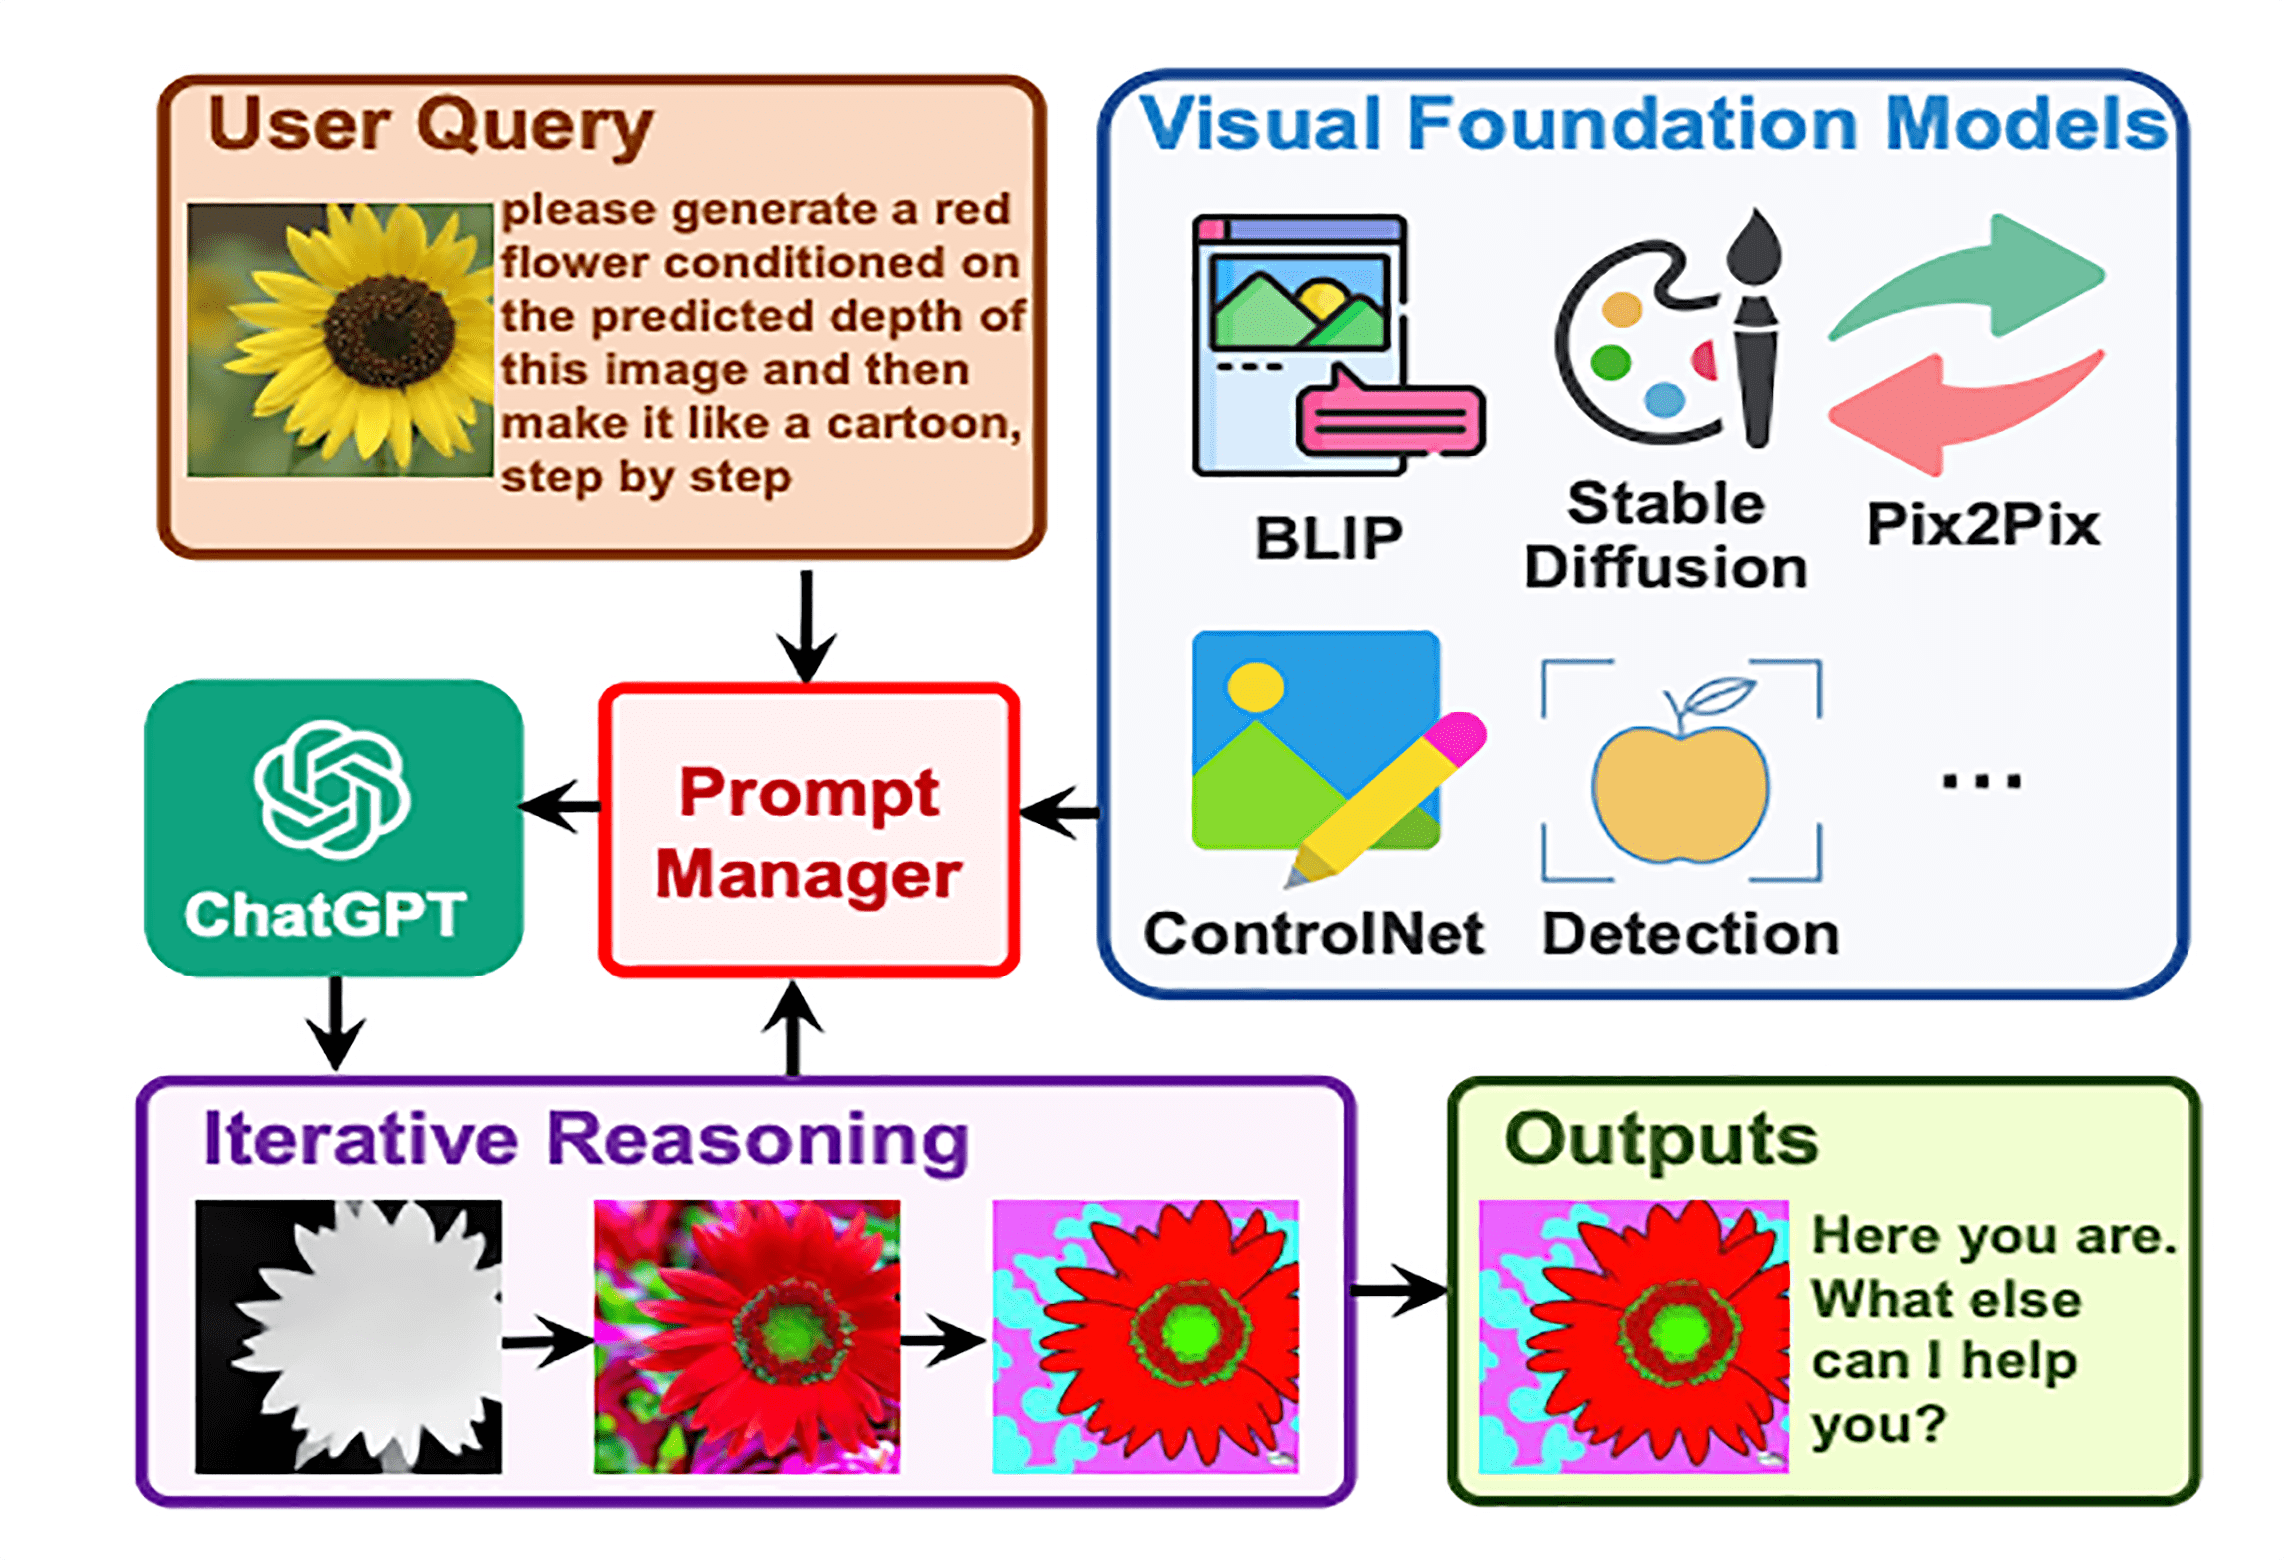 User Query
please generate a red
flower conditioned on
the predicted depth of
this image and then
make it like a cartoon,
step by step
Visual Foundation Models
BLIP
Stable
Diffusion
Pix2Pix
ControlNet
Detection
...
ChatGPT
Prompt
Manager
Iterative Reasoning
Outputs
Here you are.
What else
can I help
you?